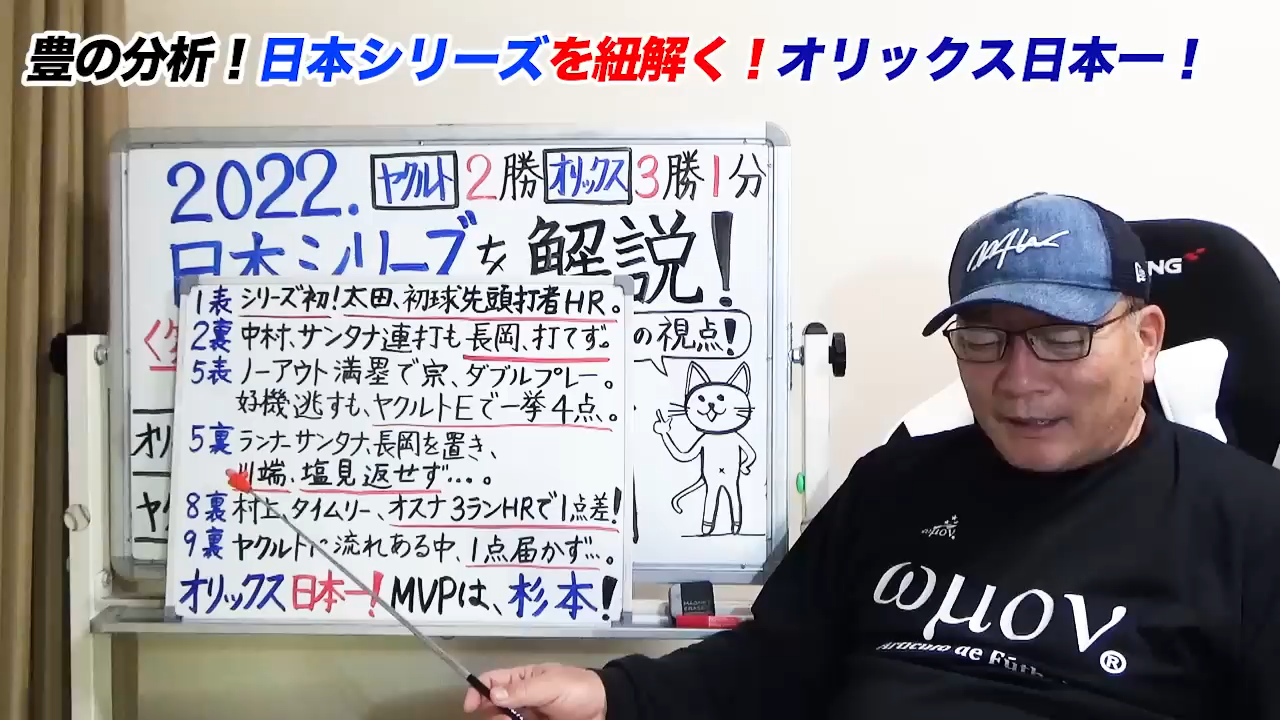 豊の分析！日本シリーズを紐解く！オリックス日本一！
2022. ヤクルト 2勝 オリックス 3勝1分
日本シリーズを解説！
の視点！
1表 シリーズ初！太田、初球先頭打者HR。
2裏 中村、サンタナ連打も長岡、打てず。
5表 ノーアウト満塁で宗、ダブルプレー。
好機逃すも、ヤクルトEで一挙4点。
5裏 ランナーサンタナ、長岡を置き、
川端、塩見返せず…。
8裏 村上、タイムリー、オスナ3ランHRで1点差！
9裏 ヤクルトに流れある中、1点届かず…。
オリックス日本一！MVPは、杉本！
オリ
ヤク
NG
ωμον
ωμον®
Articuro de Fútb